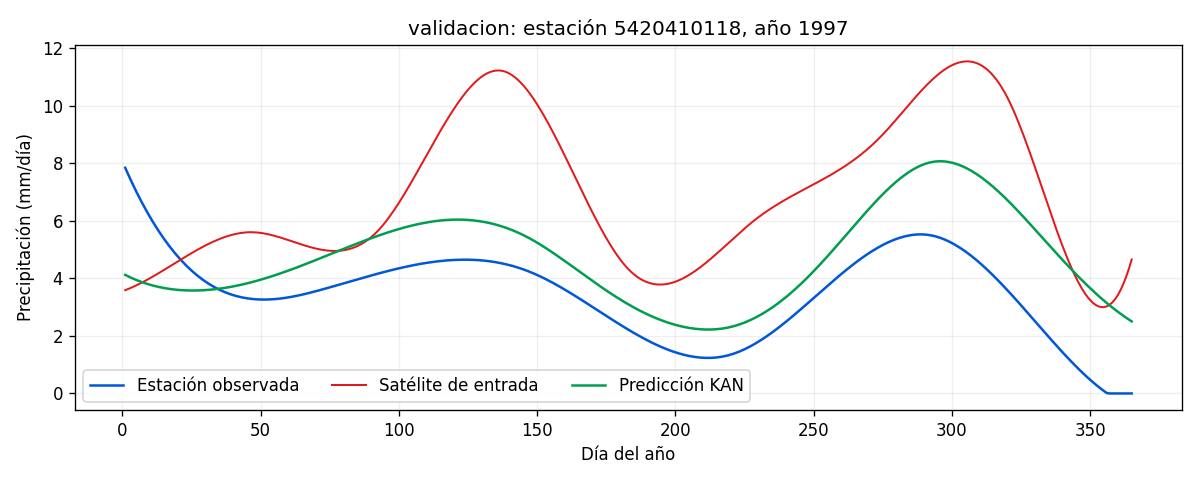 validacion: estación 5420410118, año 1997
Precipitación (mm/día)
12
10
8
6
4
2
0
Estación observada
Satélite de entrada
Predicción KAN
0
50
100
150
200
250
300
350
Día del año